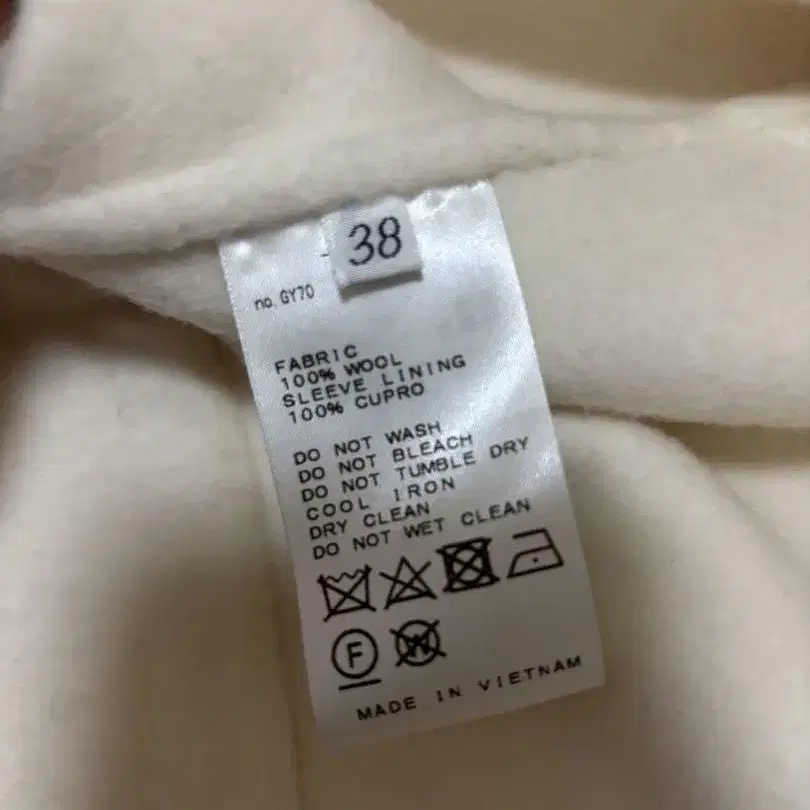 38
no. GY70
FABRIC
100% WOOL
SLEEVE LINING
100% CUPRO
DO NOT WASH
DO NOT BLEACH
DO NOT TUMBLE DRY
COOL IRON
DRY CLEAN
DO NOT WET CLEAN
F W
MADE IN VIETNAM